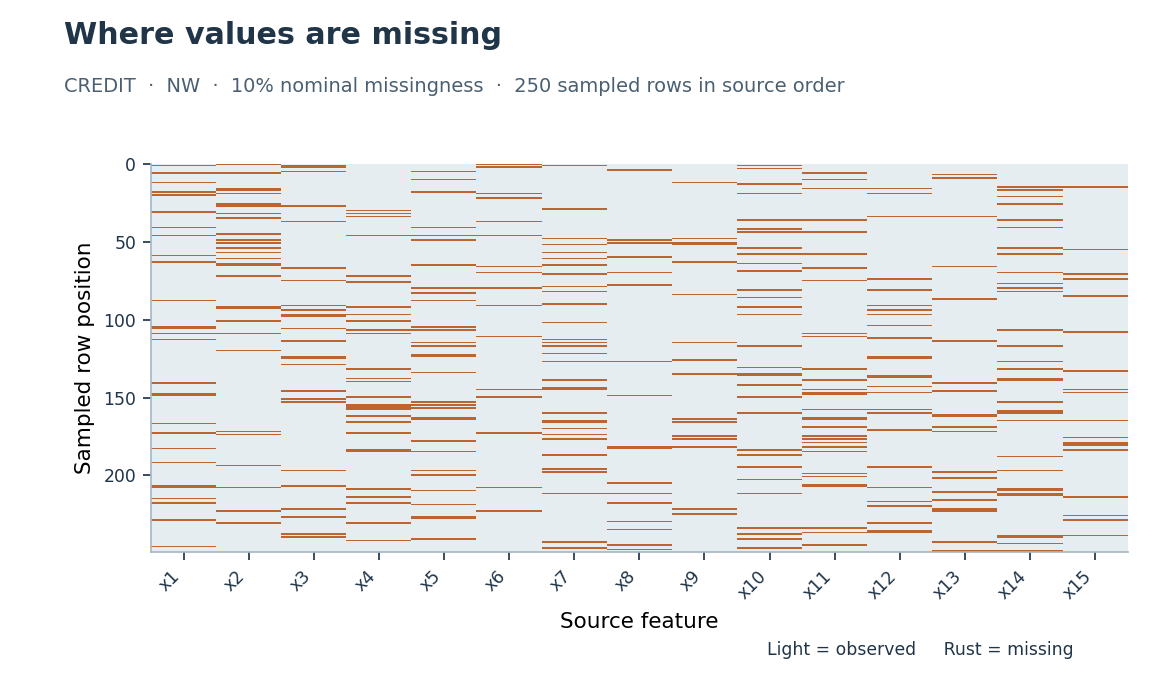 Where values are missing
CREDIT · NW · 10% nominal missingness · 250 sampled rows in source order
0
50
100
150
200
Sampled row position
x1 x2 x3 x4 x5 x6 x7 x8 x9 x10 x11 x12 x13 x14 x15
Source feature
Light = observed Rust = missing